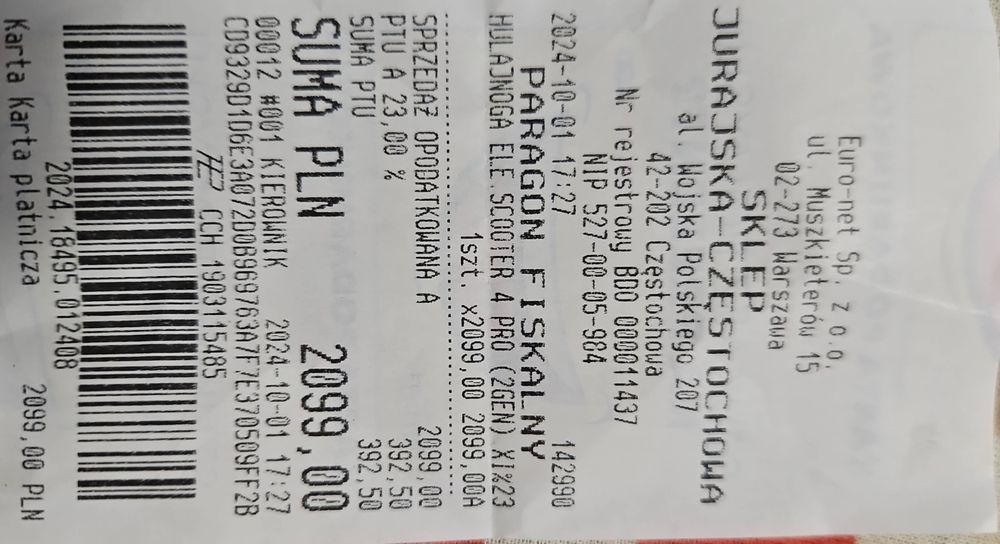 Euro-net Sp. z o.o.
ul. Muszkieterów 15
02-273 Warszawa
SKLEP
JURAJSKA-CZĘSTOCHOWA
al. Wojska Polskiego 207
42-202 Częstochowa
Nr rejestrowy BDO 000011437
NIP 527-00-05-984
2024-10-01 17:27 142990
PARAGON FISKALNY
HULAJNOGA ELE.SCOOTER 4 PRO (2GEN) XI%23
1szt. x2099,00 2099,00A
SPRZEDAŻ OPODATKOWANA A 2099,00
PTU A 23,00 % 392,50
SUMA PTU 392,50
SUMA PLN 2099,00
00012 #001 KIEROWNIK 2024-10-01 17:27
CD9329D1D6E3A072D0B969763A7F7E370509FF2B
CCH 1903115485
2024.18495.012408
Karta Karta płatnicza 2099,00 PLN